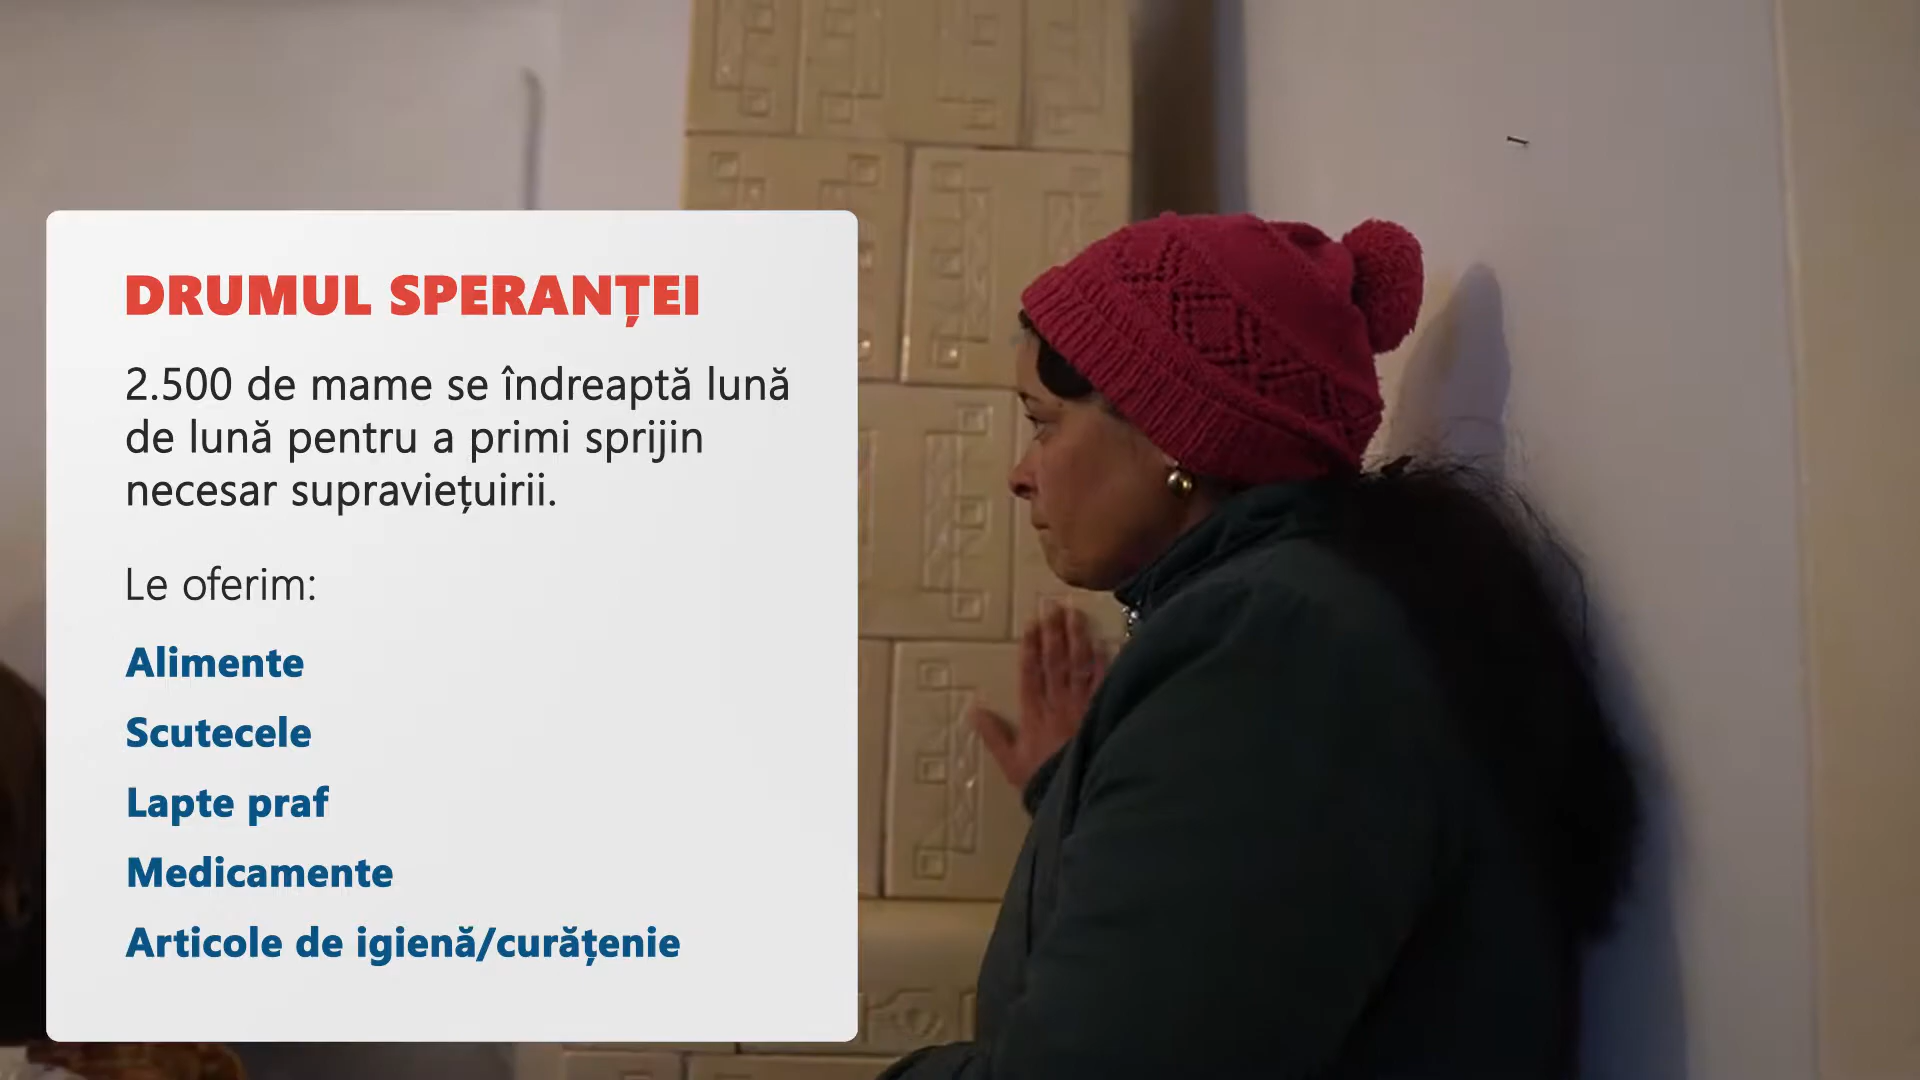 DRUMUL SPERANȚEI
2.500 de mame se îndreaptă lună
de lună pentru a primi sprijin
necesar supraviețuirii.
Le oferim:
Alimente
Scutecele
Lapte praf
Medicamente
Articole de igienă/curățenie